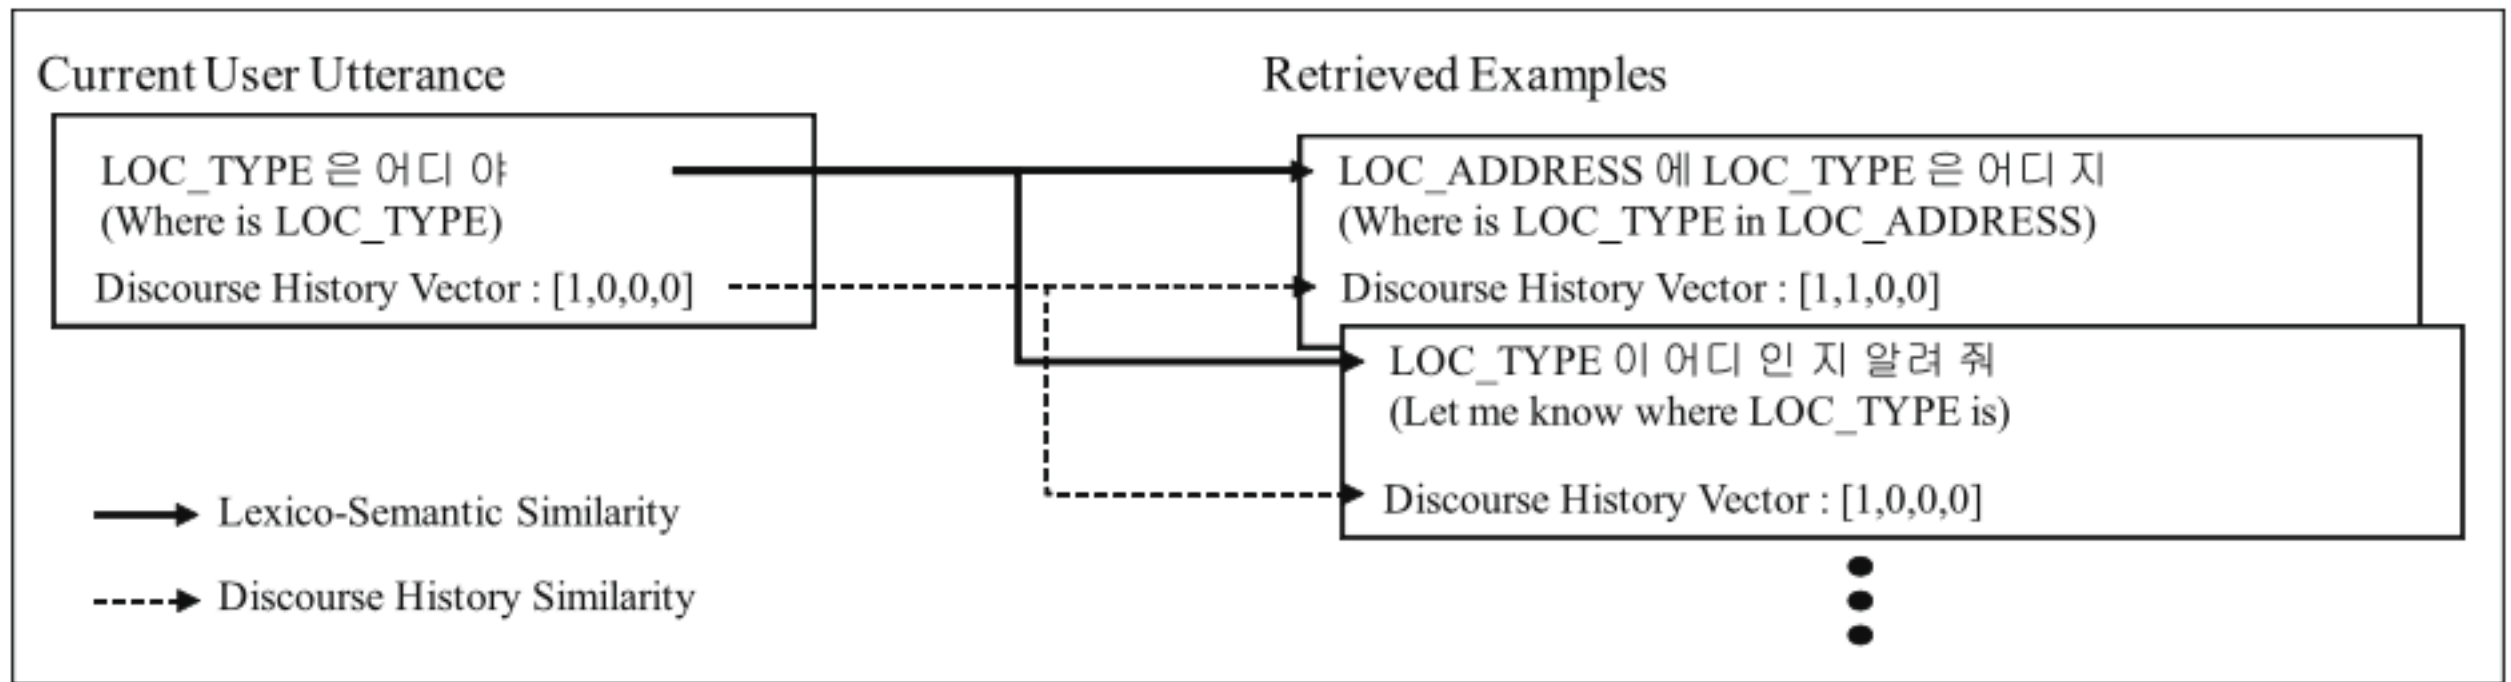 Current User Utterance
LOC_TYPE 은 어디 야
(Where is LOC_TYPE)
Discourse History Vector : [1,0,0,0]
Retrieved Examples
LOC_ADDRESS 에 LOC_TYPE 은 어디 지
(Where is LOC_TYPE in LOC_ADDRESS)
Discourse History Vector : [1,1,0,0]
LOC_TYPE 이 어디 인 지 알려 줘
(Let me know where LOC_TYPE is)
Discourse History Vector : [1,0,0,0]
Lexico-Semantic Similarity
Discourse History Similarity